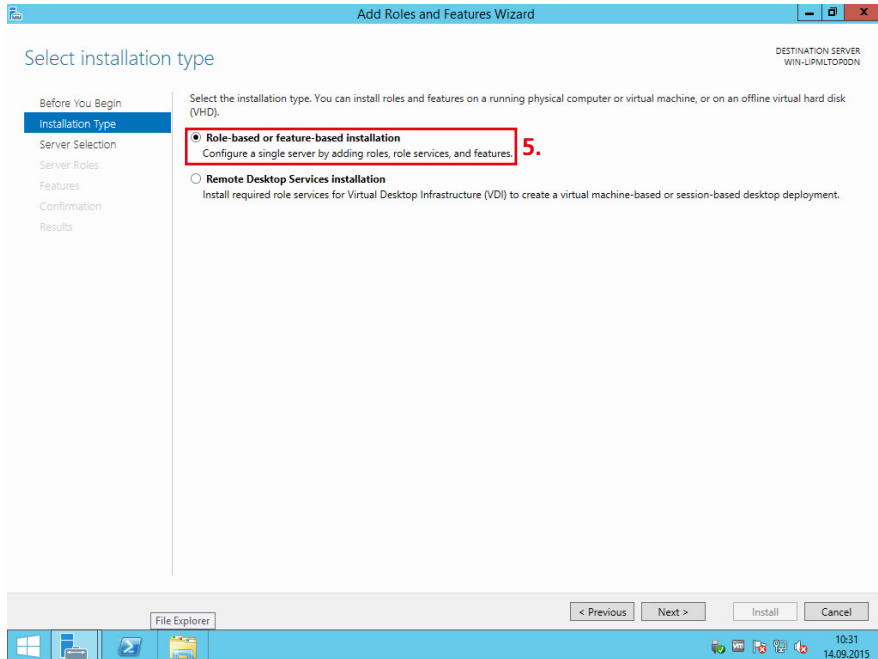 Add Roles and Features Wizard
Select installation type
DESTINATION SERVER
WIN-LIPMLTOP0DN
Before You Begin
Installation Type
Server Selection
Server Roles
Features
Confirmation
Results
Select the installation type. You can install roles and features on a running physical computer or virtual machine, or on an offline virtual hard disk
(VHD).
Role-based or feature-based installation
Configure a single server by adding roles, role services, and features.
5.
Remote Desktop Services installation
Install required role services for Virtual Desktop Infrastructure (VDI) to create a virtual machine-based or session-based desktop deployment.
< Previous
Next >
Install
Cancel
File Explorer
10:31
14.09.2015